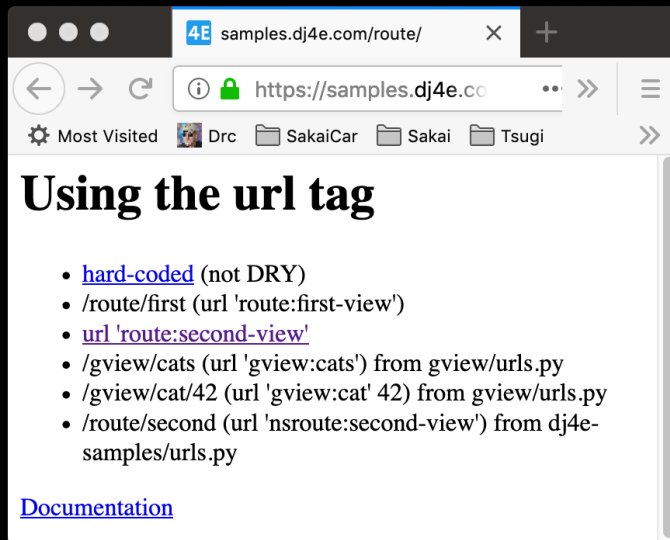 4E samples.dj4e.com/route/
https://samples.dj4e.co
Most Visited Drc SakaiCar Sakai Tsugi
Using the url tag
hard-coded (not DRY)
/route/first (url 'route:first-view')
url 'route:second-view'
/gview/cats (url 'gview:cats') from gview/urls.py
/gview/cat/42 (url 'gview:cat' 42) from gview/urls.py
/route/second (url 'nsroute:second-view') from dj4e-
samples/urls.py
Documentation